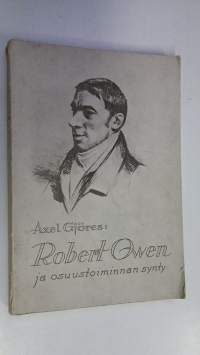 Axel Gjöres:
Robert Owen
ja osuustoiminnan synty